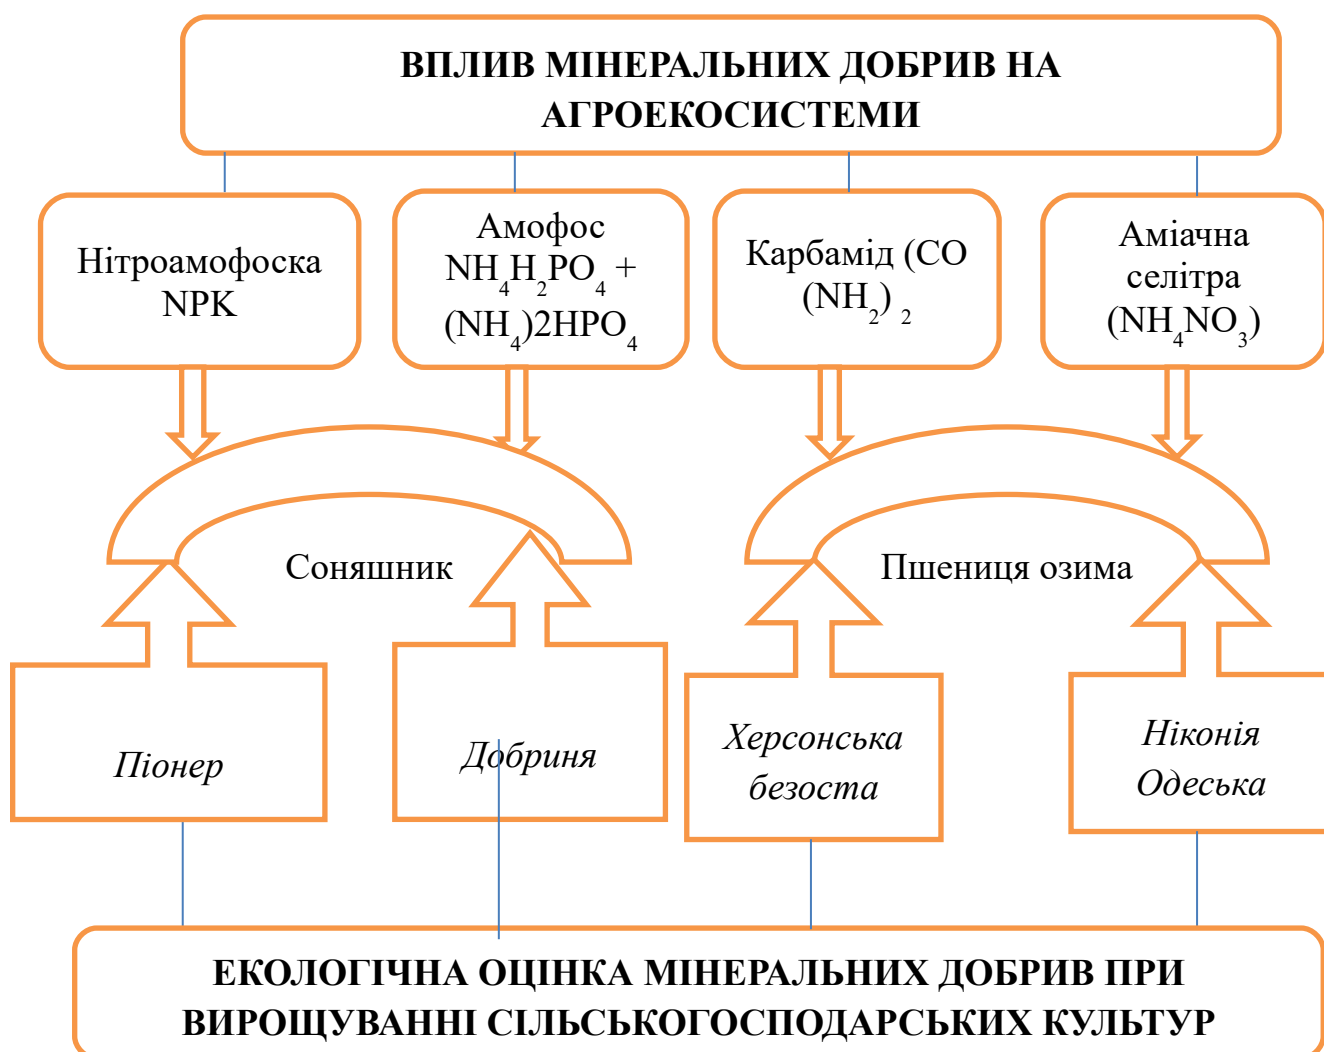 ВПЛИВ МІНЕРАЛЬНИХ ДОБРИВ НА
АГРОЕКОСИСТЕМИ
Нітроамофоска
NPK
Амофос
NH₄H₂PO₄ +
(NH₄)2HPO₄
Карбамід (CO
(NH₂) ₂
Аміачна
селітра
(NH₄NO₃)
Соняшник
Пшениця озима
Піонер
Добриня
Херсонська
безоста
Ніконія
Одеська
ЕКОЛОГІЧНА ОЦІНКА МІНЕРАЛЬНИХ ДОБРИВ ПРИ
ВИРОЩУВАННІ СІЛЬСЬКОГОСПОДАРСЬКИХ КУЛЬТУР